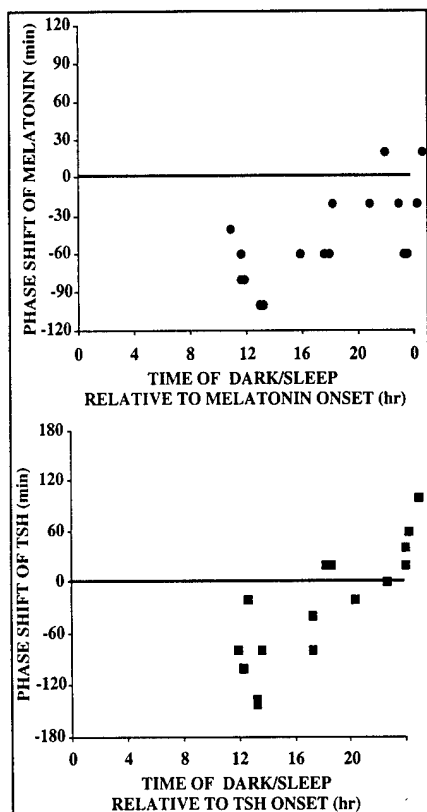 PHASE SHIFT OF MELATONIN (min)
120
90
60
30
0
-30
-60
-90
-120
0 4 8 12 16 20 0
TIME OF DARK/SLEEP
RELATIVE TO MELATONIN ONSET (hr)
PHASE SHIFT OF TSH (min)
180
120
60
0
-60
-120
-180
0 4 8 12 16 20
TIME OF DARK/SLEEP
RELATIVE TO TSH ONSET (hr)